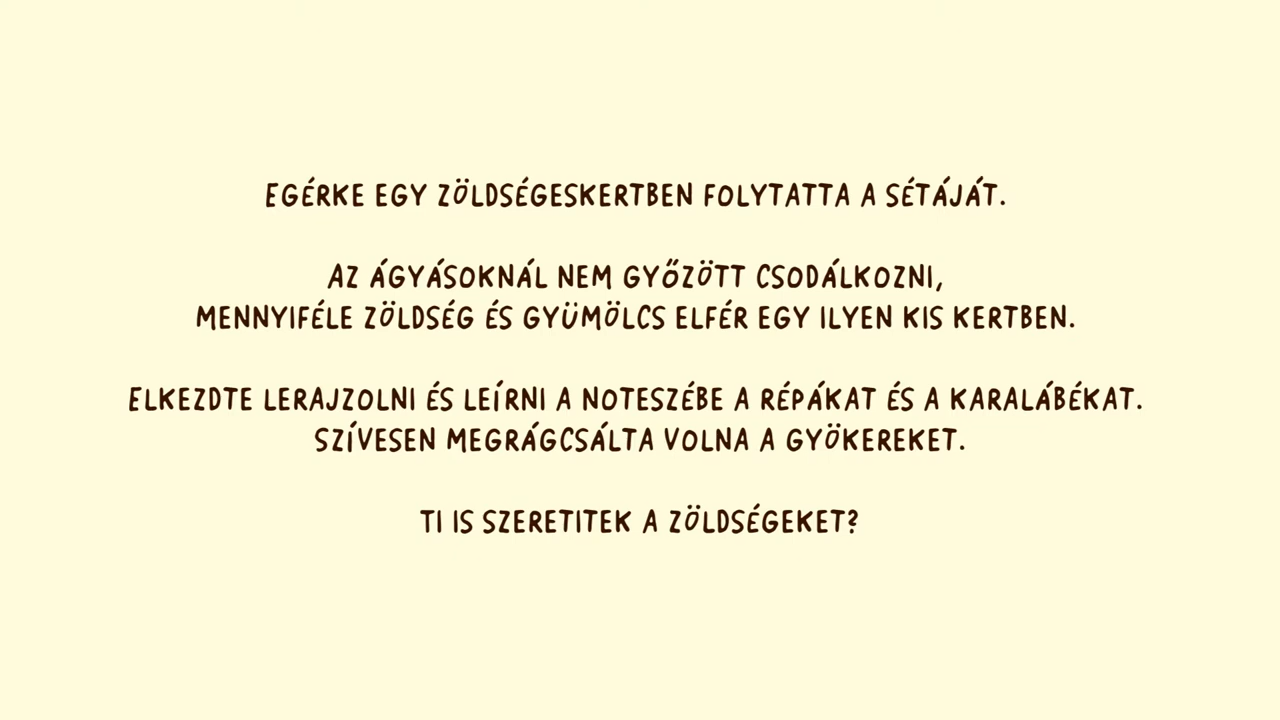 EGÉRKE EGY ZÖLDSÉGESKERTBEN FOLYTATTA A SÉTÁJÁT.
AZ ÁGYÁSOKNÁL NEM GYŐZÖTT CSODÁLKOZNI,
MENNYIFÉLE ZÖLDSÉG ÉS GYÜMÖLCS ELFÉR EGY ILYEN KIS KERTBEN.
ELKEZDTE LERAJZOLNI ÉS LEÍRNI A NOTESZÉBE A RÉPÁKAT ÉS A KARALÁBÉKAT.
SZÍVESEN MEGRÁGCSÁLTA VOLNA A GYÖKEREKET.
TI IS SZERETITEK A ZÖLDSÉGEKET?